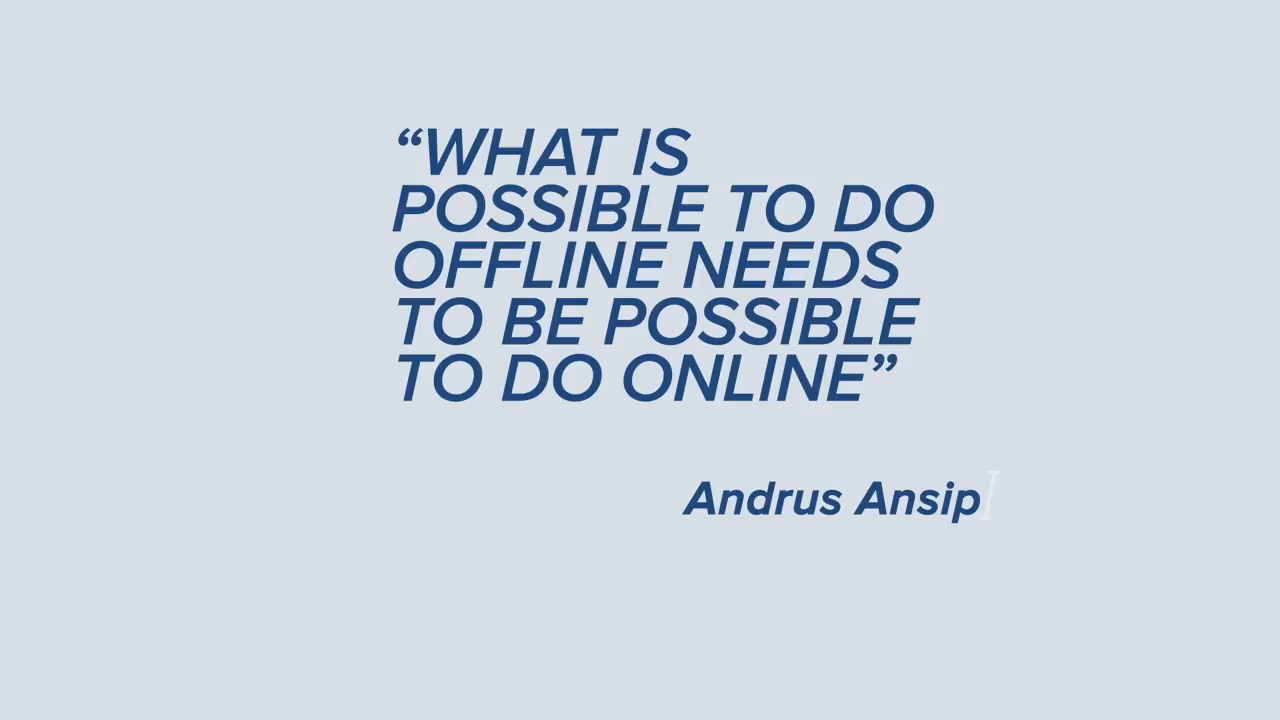 “WHAT IS
POSSIBLE TO DO
OFFLINE NEEDS
TO BE POSSIBLE
TO DO ONLINE”
Andrus Ansip